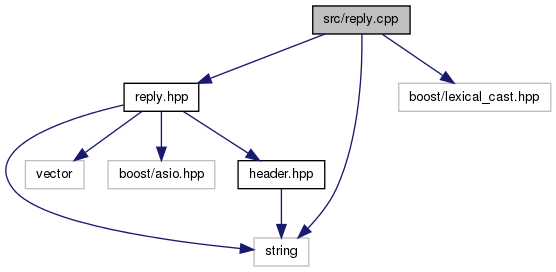 src/reply.cpp
reply.hpp
boost/lexical_cast.hpp
vector
boost/asio.hpp
header.hpp
string